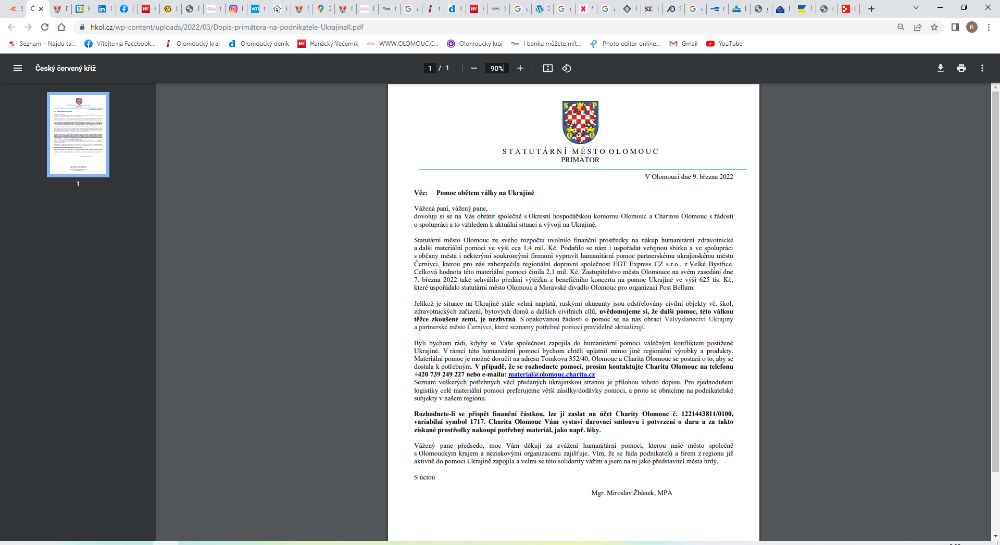 hkol.cz/wp-content/uploads/2022/03/Dopis-primátora-na-podnikatele-UkrajinaII.pdf
R
Seznam – Najdu ta...
Vítejte na Facebook...
Olomoucký kraj
Olomoucký deník
Hanácký Večerník
WWW.OLOMOUC.C...
Olomoucký kraj
I banku můžete mít...
Photo editor online...
Gmail
YouTube
Český červený kříž
1 / 1
90%
1
S P
O
STATUTÁRNÍ MĚSTO OLOMOUC
PRIMÁTOR
V Olomouci dne 9. března 2022
Věc: Pomoc obětem války na Ukrajině
Vážená paní, vážený pane,
dovoluji si se na Vás obrátit společně s Okresní hospodářskou komorou Olomouc a Charitou Olomouc s žádostí
o spolupráci a to vzhledem k aktuální situaci a vývoji na Ukrajině.
Statutární město Olomouc ze svého rozpočtu uvolnilo finanční prostředky na nákup humanitární zdravotnické
a další materiální pomoci ve výši cca 1,4 mil. Kč. Podařilo se nám i uspořádat veřejnou sbírku a ve spolupráci
s občany města i některými soukromými firmami vypravit humanitární pomoc partnerskému ukrajinskému městu
Černivci, kterou pro nás zabezpečila regionální dopravní společnost EGT Express CZ s.r.o., z Velké Bystřice.
Celková hodnota této materiální pomoci činila 2,1 mil. Kč. Zastupitelstvo města Olomouce na svém zasedání dne
7. března 2022 také schválilo předání výtěžku z benefičního koncertu na pomoc Ukrajině ve výši 625 tis. Kč,
které uspořádalo statutární město Olomouc a Moravské divadlo Olomouc pro organizaci Post Bellum.
Jelikož je situace na Ukrajině stále velmi napjatá, ruskými okupanty jsou odstřelovány civilní objekty vč. škol,
zdravotnických zařízení, bytových domů a dalších civilních cílů, uvědomujeme si, že další pomoc, této válkou
těžce zkoušené zemi, je nezbytná. S opakovanou žádostí o pomoc se na nás obrací Velvyslanectví Ukrajiny
a partnerské město Černivci, které seznamy potřebné pomoci pravidelně aktualizují.
Byli bychom rádi, kdyby se Vaše společnost zapojila do humanitární pomoci válečným konfliktem postižené
Ukrajině. V rámci této humanitární pomoci bychom chtěli uplatnit mimo jiné regionální výrobky a produkty.
Materiální pomoc je možné doručit na adresu Tomkova 352/40, Olomouc a Charita Olomouc se postará o to, aby se
dostala k potřebným. V případě, že se rozhodnete pomoci, prosím kontaktujte Charitu Olomouc na telefonu
+420 739 249 227 nebo e-mailu: material@olomouc.charita.cz
Seznam veškerých potřebných věcí předaných ukrajinskou stranou je přílohou tohoto dopisu. Pro zjednodušení
logistiky celé materiální pomoci preferujeme větší zásilky/dodávky pomoci, a proto se obracíme na podnikatelské
subjekty v našem regionu.
Rozhodnete-li se přispět finanční částkou, lze ji zaslat na účet Charity Olomouc č. 1221443811/0100,
variabilní symbol 1717. Charita Olomouc Vám vystaví darovací smlouvu i potvrzení o daru a za takto
získané prostředky nakoupí potřebný materiál, jako např. léky.
Vážený pane předsedo, moc Vám děkuji za zvážení humanitární pomoci, kterou naše město společně
s Olomouckým krajem a neziskovými organizacemi zajišťuje. Vím, že se řada podnikatelů a firem z regionu již
aktivně do pomoci Ukrajině zapojila a velmi se této solidarity vážím a jsem na ni jako představitel města hrdý.
S úctou
Mgr. Miroslav Žbánek, MPA